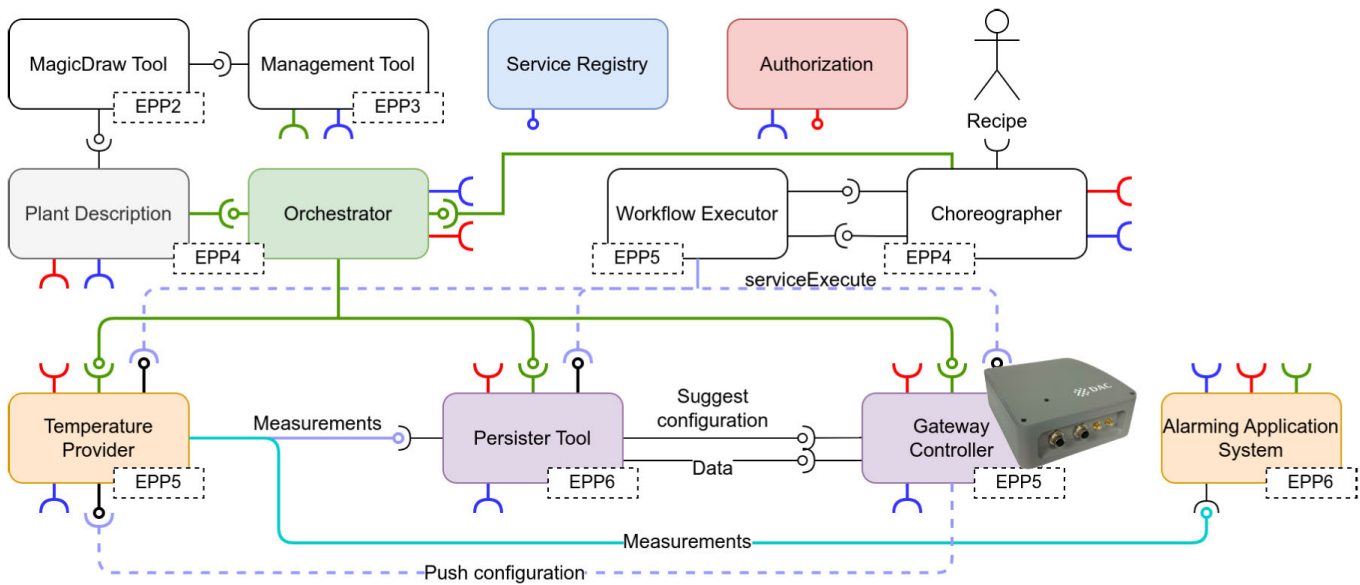 MagicDraw Tool
EPP2
Management Tool
EPP3
Service Registry
Authorization
Recipe
Plant Description
EPP4
Orchestrator
Workflow Executor
EPP5
Choreographer
EPP4
serviceExecute
Temperature
Provider
EPP5
Measurements
Persister Tool
EPP6
Suggest
configuration
Data
Gateway
Controller
EPP5
DAC
Alarming Application
System
EPP6
Measurements
Push configuration